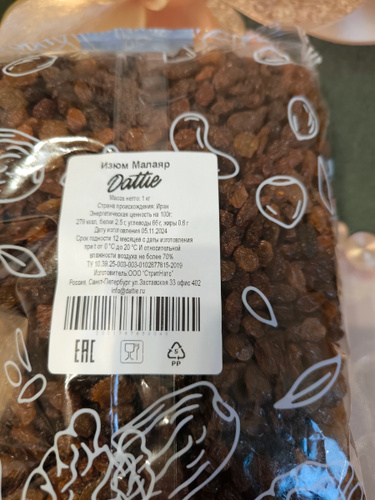 Изюм Малаяр
Dattie
Масса нетто: 1 кг
Страна происхождения: Иран
Энергетическая ценность на 100г:
279 ккал, белки 2,5 г, углеводы 66 г, жиры 0,6 г
Дата изготовления 05.11.2024
Срок годности: 12 месяцев с даты изготовления
при t от 0 °С до 20 °С И относительной
влажности воздуха не более 70%
Изготовитель:ООО "СтритНатс"
Россия, Санкт-Петербург ул.Заставская 33 офис 402
info@dattie.ru
EAC
5
PP